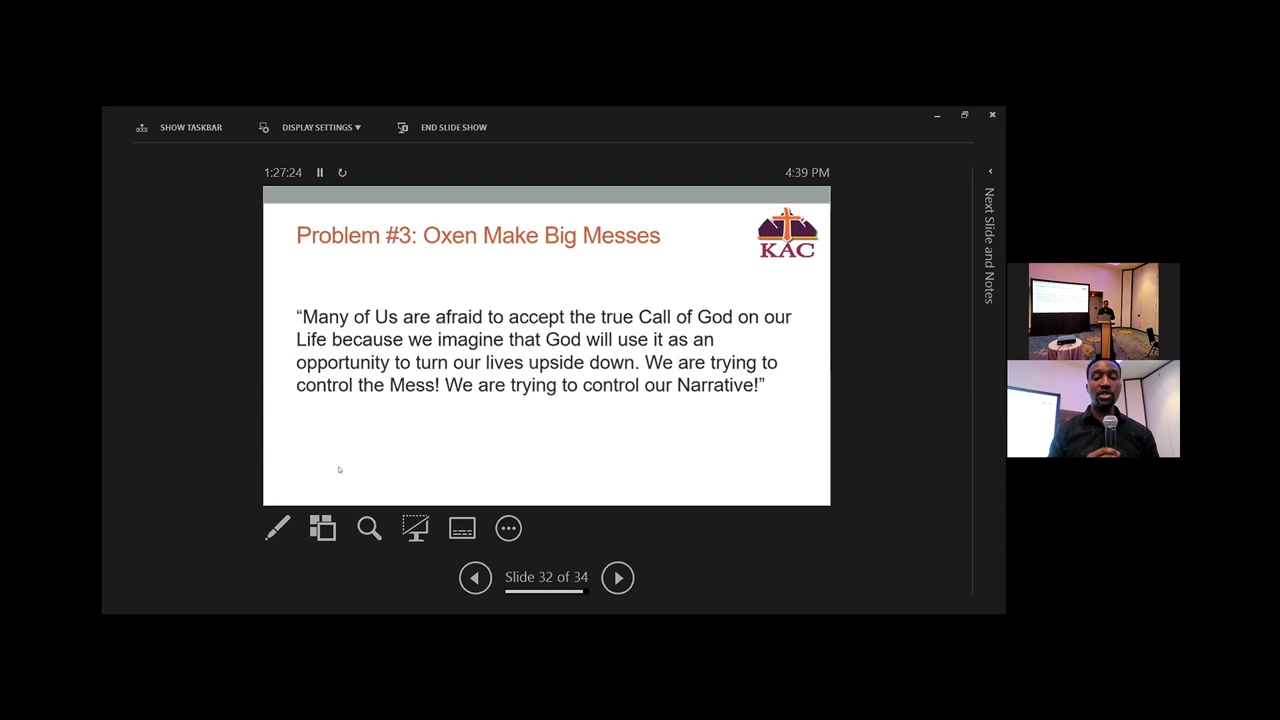 SHOW TASKBAR
DISPLAY SETTINGS ▼
END SLIDE SHOW
1:27:24
4:39 PM
Problem #3: Oxen Make Big Messes
KAC
“Many of Us are afraid to accept the true Call of God on our
Life because we imagine that God will use it as an
opportunity to turn our lives upside down. We are trying to
control the Mess! We are trying to control our Narrative!”
Next Slide and Notes
Slide 32 of 34